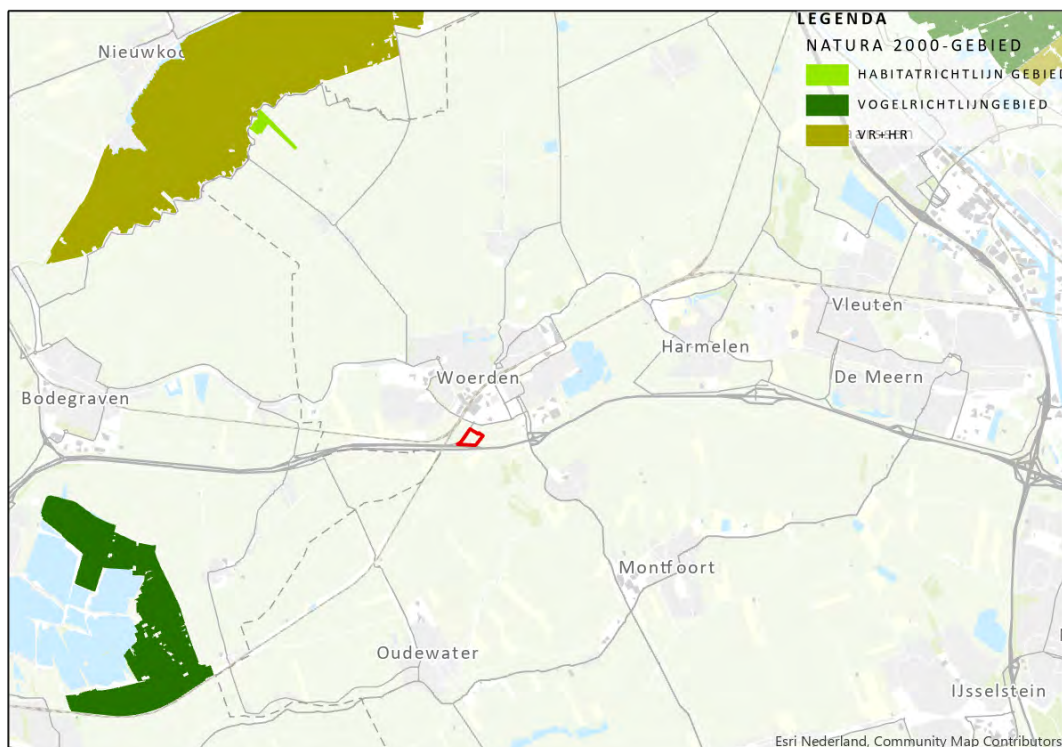 LEGENDA
NATURA 2000-GEBIED
HABITATRICHTLIJN GEBIED
VOGELRICHTLIJNGEBIED
VR+HR
Nieuwkoo
Vleuten
Harmelen
Woerden
De Meern
Bodegraven
Montfoort
Oudewater
IJsselstein
Esri Nederland, Community Map Contributors